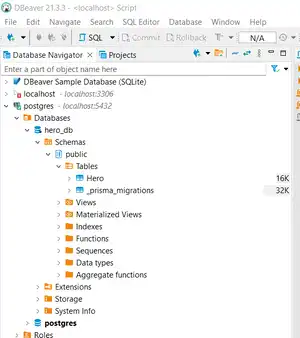 DBeaver 21.3.3 - <localhost> Script
File Navigate Search SQL Editor Database Window Help
SQL Commit Rollback T N/A
Database Navigator Projects
Enter a part of object name here
DBeaver Sample Database (SQLite)
localhost - localhost:3306
postgres - localhost:5432
Databases
hero_db
Schemas
public
Tables
Hero 16K
_prisma_migrations 32K
Views
Materialized Views
Indexes
Functions
Sequences
Data types
Aggregate functions
Extensions
Storage
System Info
postgres
Roles